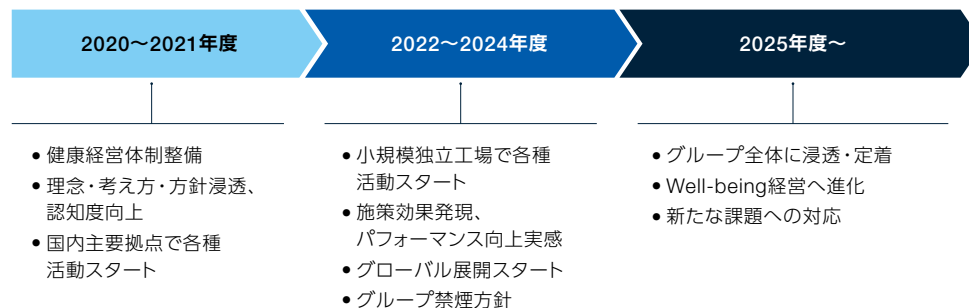 2020～2021年度
2022～2024年度
2025年度～
• 健康経営体制整備
• 理念・考え方・方針浸透、
認知度向上
• 国内主要拠点で各種
活動スタート
• 小規模独立工場で各種
活動スタート
• 施策効果発現、
パフォーマンス向上実感
• グローバル展開スタート
• グループ禁煙方針
• グループ全体に浸透・定着
• Well-being経営へ進化
• 新たな課題への対応